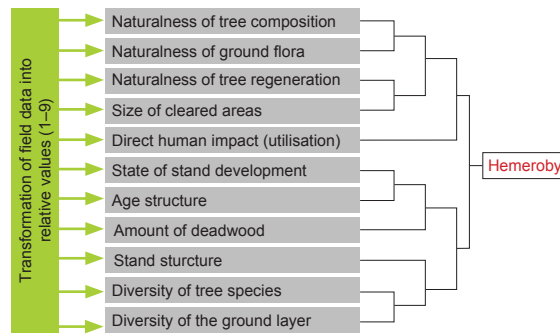 Transformation of field data into
relative values (1–9)
Naturalness of tree composition
Naturalness of ground flora
Naturalness of tree regeneration
Size of cleared areas
Direct human impact (utilisation)
State of stand development
Age structure
Amount of deadwood
Stand sturcture
Diversity of tree species
Diversity of the ground layer
Hemeroby